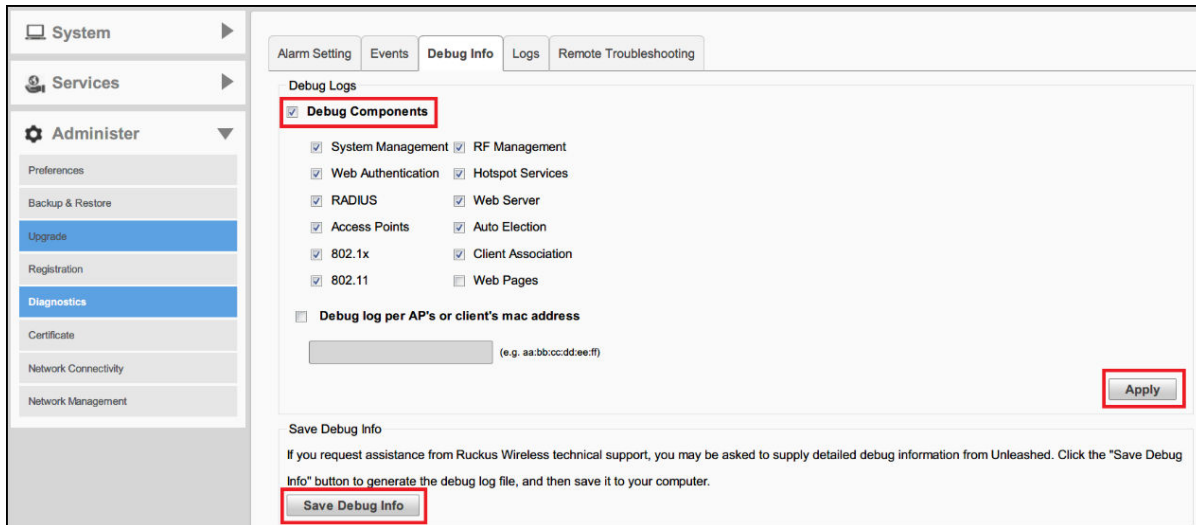 System
Services
Administer
Preferences
Backup & Restore
Upgrade
Registration
Diagnostics
Certificate
Network Connectivity
Network Management
Alarm Setting Events Debug Info Logs Remote Troubleshooting
Debug Logs
Debug Components
System Management RF Management
Web Authentication Hotspot Services
RADIUS Web Server
Access Points Auto Election
802.1x Client Association
802.11 Web Pages
Debug log per AP's or client's mac address
(e.g. aa:bb:cc:dd:ee:ff)
Apply
Save Debug Info
If you request assistance from Ruckus Wireless technical support, you may be asked to supply detailed debug information from Unleashed. Click the "Save Debug
Info" button to generate the debug log file, and then save it to your computer.
Save Debug Info